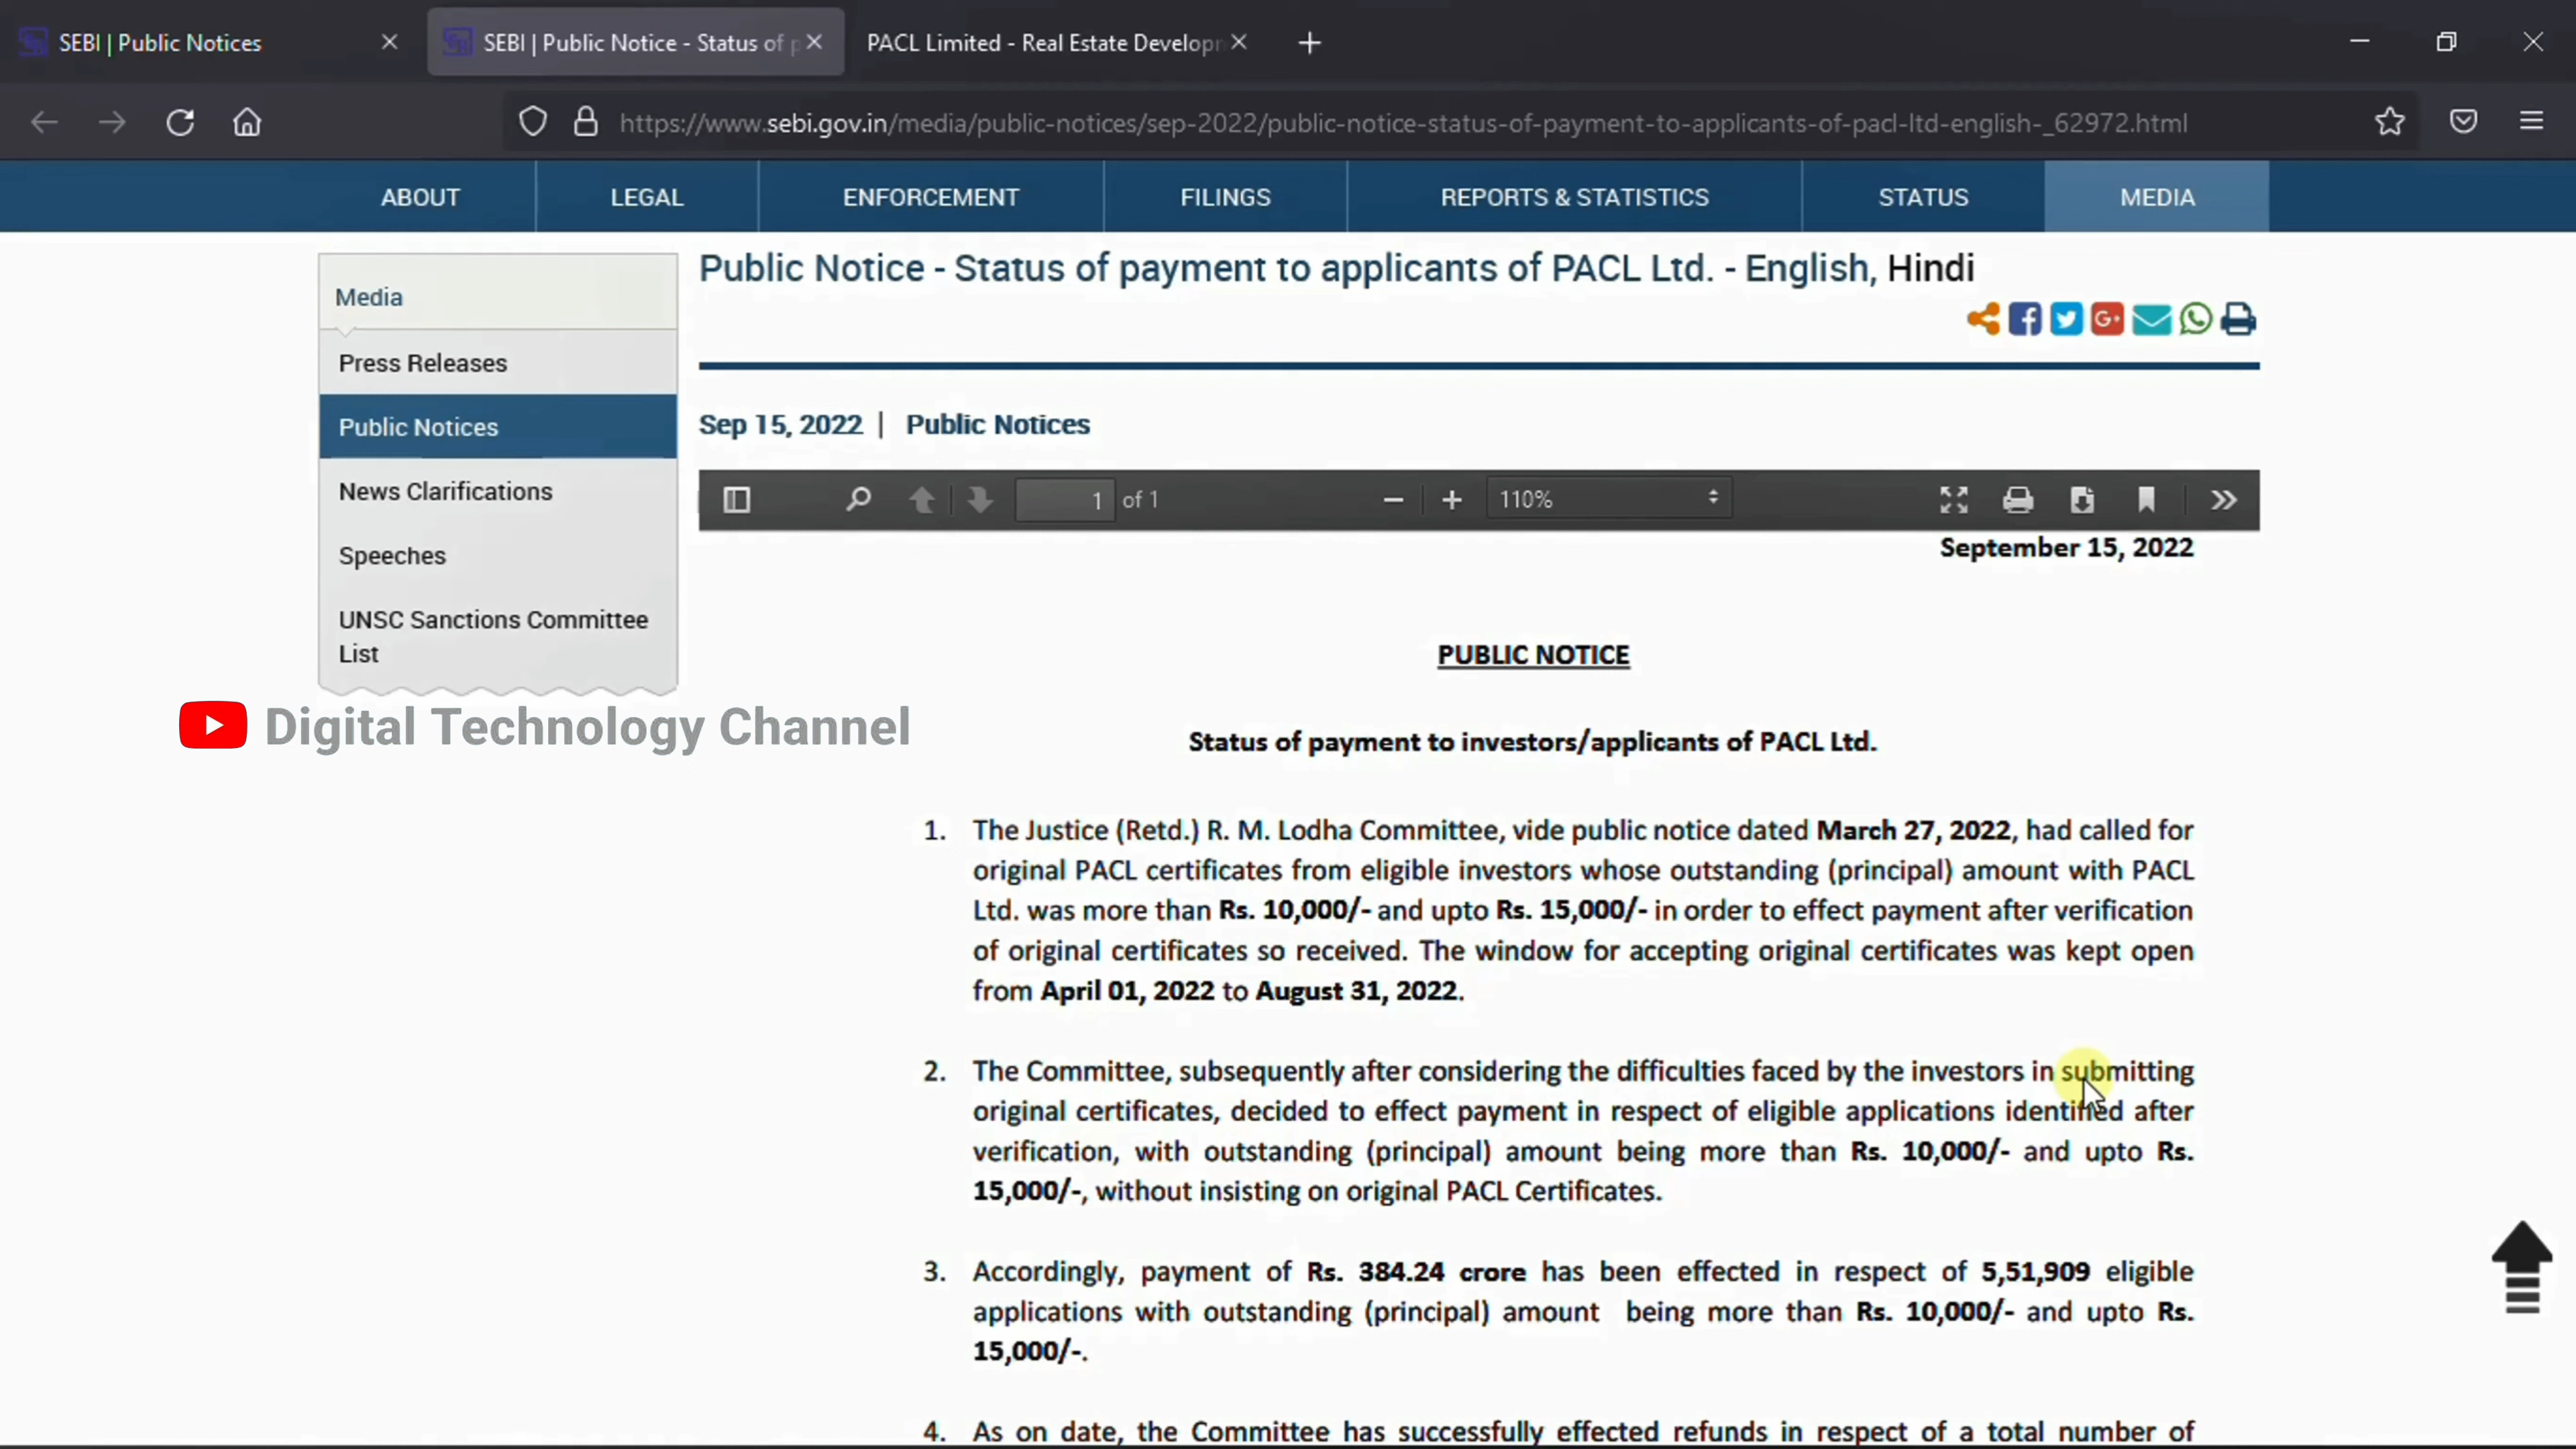 SEBI | Public Notices
SEBI | Public Notice - Status of p
PACL Limited - Real Estate Developm
https://www.sebi.gov.in/media/public-notices/sep-2022/public-notice-status-of-payment-to-applicants-of-pacl-ltd-english-_62972.html
ABOUT LEGAL ENFORCEMENT FILINGS REPORTS & STATISTICS STATUS MEDIA
Media
Press Releases
Public Notices
News Clarifications
Speeches
UNSC Sanctions Committee
List
Public Notice - Status of payment to applicants of PACL Ltd. - English, Hindi
Sep 15, 2022 | Public Notices
1 of 1 110%
September 15, 2022
PUBLIC NOTICE
Digital Technology Channel
Status of payment to investors/applicants of PACL Ltd.
1. The Justice (Retd.) R. M. Lodha Committee, vide public notice dated March 27, 2022, had called for
original PACL certificates from eligible investors whose outstanding (principal) amount with PACL
Ltd. was more than Rs. 10,000/- and upto Rs. 15,000/- in order to effect payment after verification
of original certificates so received. The window for accepting original certificates was kept open
from April 01, 2022 to August 31, 2022.
2. The Committee, subsequently after considering the difficulties faced by the investors in submitting
original certificates, decided to effect payment in respect of eligible applications identified after
verification, with outstanding (principal) amount being more than Rs. 10,000/- and upto Rs.
15,000/-, without insisting on original PACL Certificates.
3. Accordingly, payment of Rs. 384.24 crore has been effected in respect of 5,51,909 eligible
applications with outstanding (principal) amount being more than Rs. 10,000/- and upto Rs.
15,000/-.
4. As on date, the Committee has successfully effected refunds in respect of a total number of